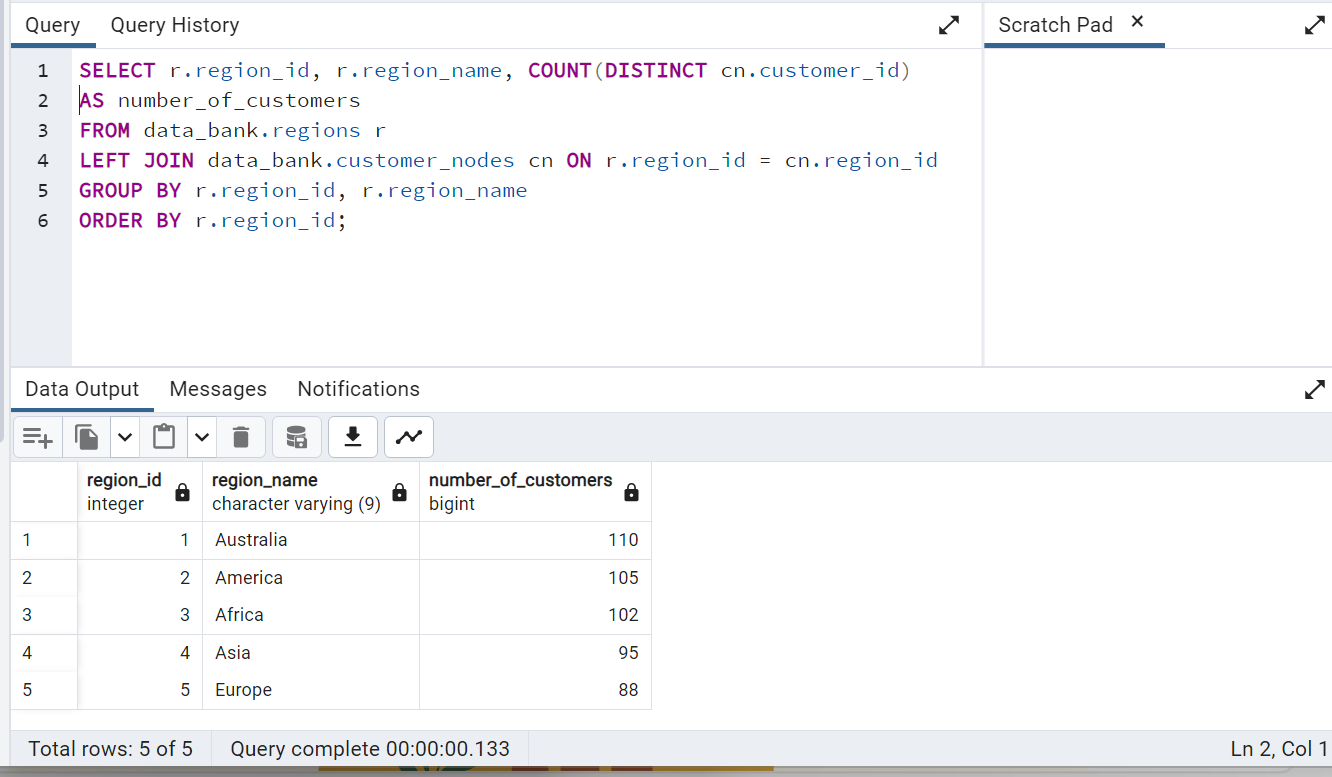 Query Query History Scratch Pad ×
1 SELECT r.region_id, r.region_name, COUNT(DISTINCT cn.customer_id)
2 AS number_of_customers
3 FROM data_bank.regions r
4 LEFT JOIN data_bank.customer_nodes cn ON r.region_id = cn.region_id
5 GROUP BY r.region_id, r.region_name
6 ORDER BY r.region_id;
Data Output Messages Notifications
region_id region_name number_of_customers
integer character varying (9) bigint
1 1 Australia 110
2 2 America 105
3 3 Africa 102
4 4 Asia 95
5 5 Europe 88
Total rows: 5 of 5 Query complete 00:00:00.133 Ln 2, Col 1